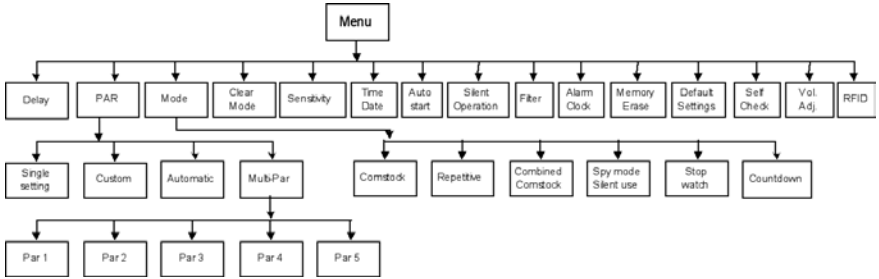 Menu
Delay
PAR
Mode
Clear
Mode
Sensitivity
Time
Date
Auto
start
Silent
Operation
Filter
Alarm
Clock
Memory
Erase
Default
Settings
Self
Check
Vol.
Adj.
RFID
Single
setting
Custom
Automatic
Multi-Par
Comstock
Repetitive
Combined
Comstock
Spy mode
Silent use
Stop
watch
Countdown
Par 1
Par 2
Par 3
Par 4
Par 5